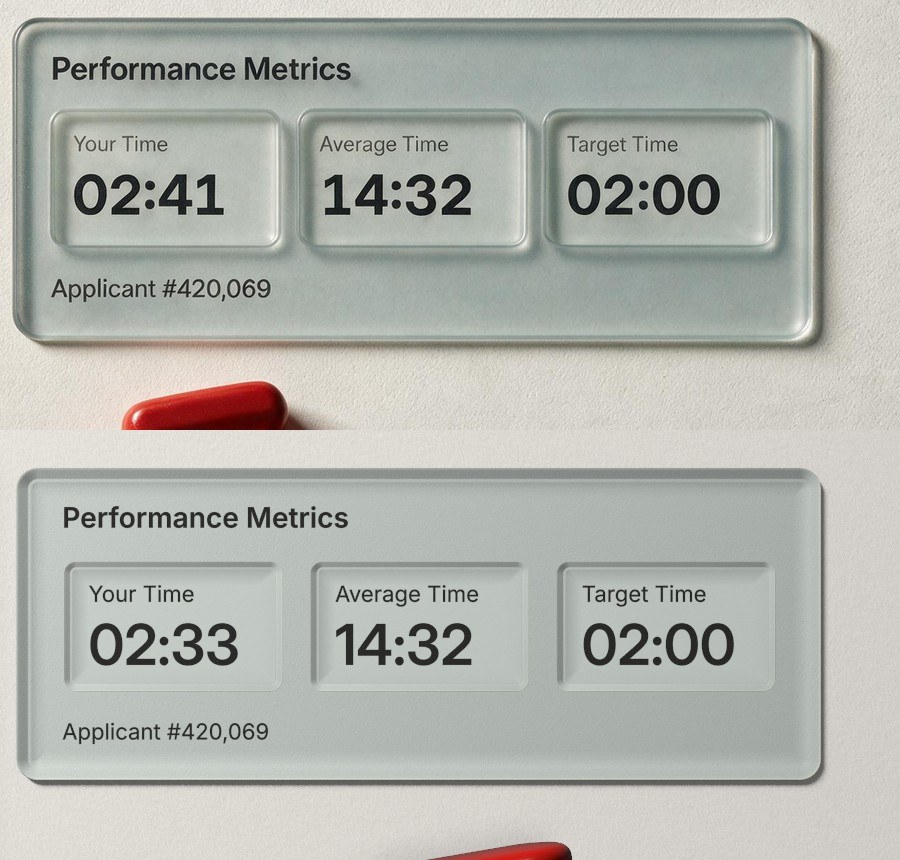 Performance Metrics
Your Time Average Time Target Time
02:41 14:32 02:00
Applicant #420,069
Performance Metrics
Your Time Average Time Target Time
02:33 14:32 02:00
Applicant #420,069